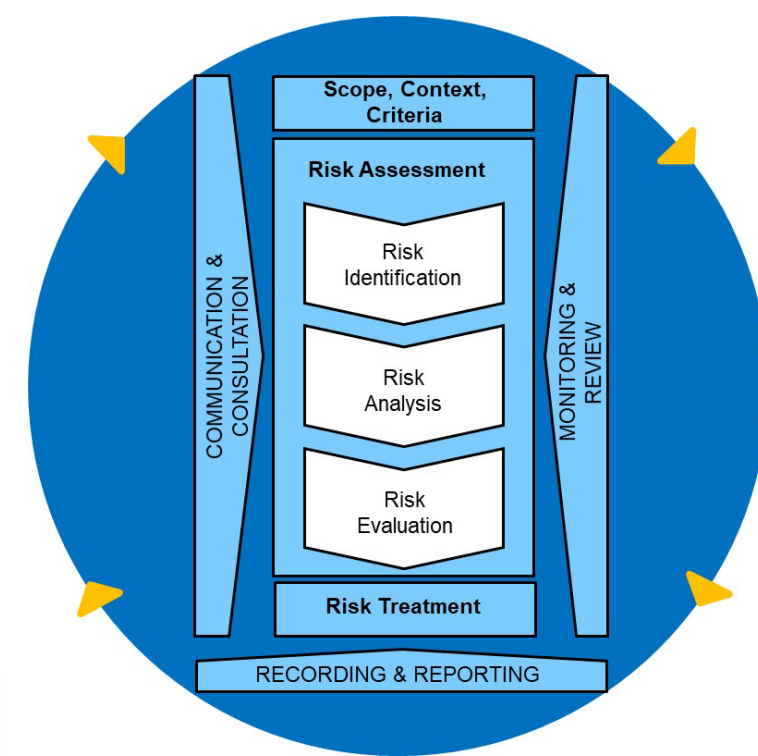 Scope, Context,
Criteria
Risk Assessment
Risk
Identification
Risk
Analysis
Risk
Evaluation
Risk Treatment
COMMUNICATION &
CONSULTATION
MONITORING &
REVIEW
RECORDING & REPORTING